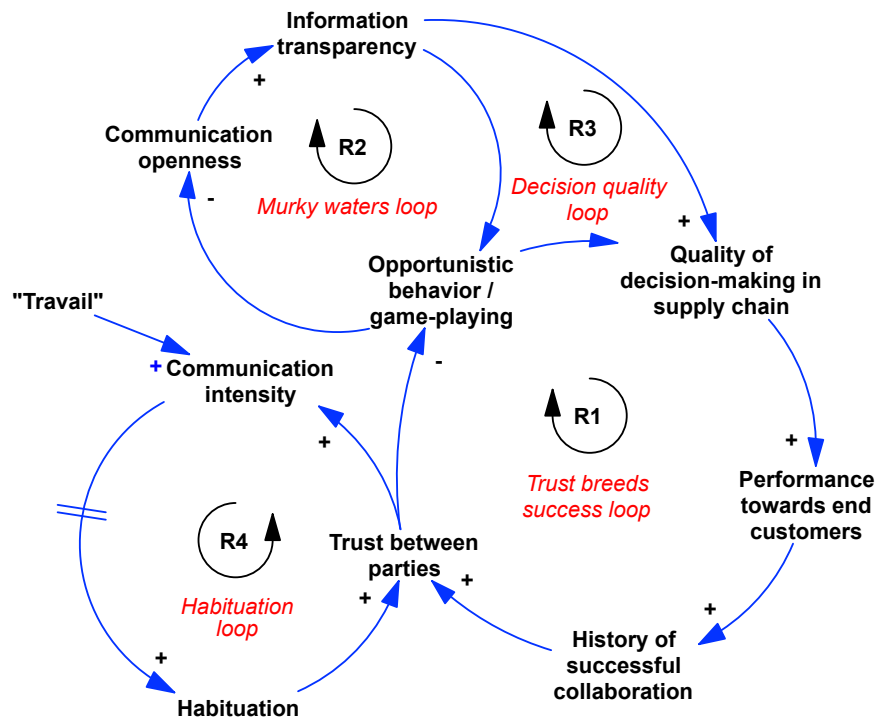 Information
transparency
+
Communication
openness
-
R2
Murky waters loop
R3
Decision quality
loop
+
Quality of
decision-making in
supply chain
Opportunistic
behavior /
game-playing
-
"Travail"
+ Communication
intensity
+
R1
Trust breeds
success loop
+
Performance
towards end
customers
R4
Habituation
loop
Trust between
parties
+
+
+
+
Habituation
History of
successful
collaboration